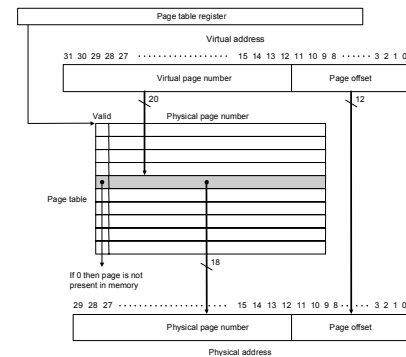 Page table register
Virtual address
31 30 29 28 27 ·················· 15 14 13 12 11 10 9 8 ······ 3 2 1 0
Virtual page number Page offset
20 12
Valid Physical page number
Page table
If 0 then page is not
present in memory
18
29 28 27 ·················· 15 14 13 12 11 10 9 8 ······ 3 2 1 0
Physical page number Page offset
Physical address